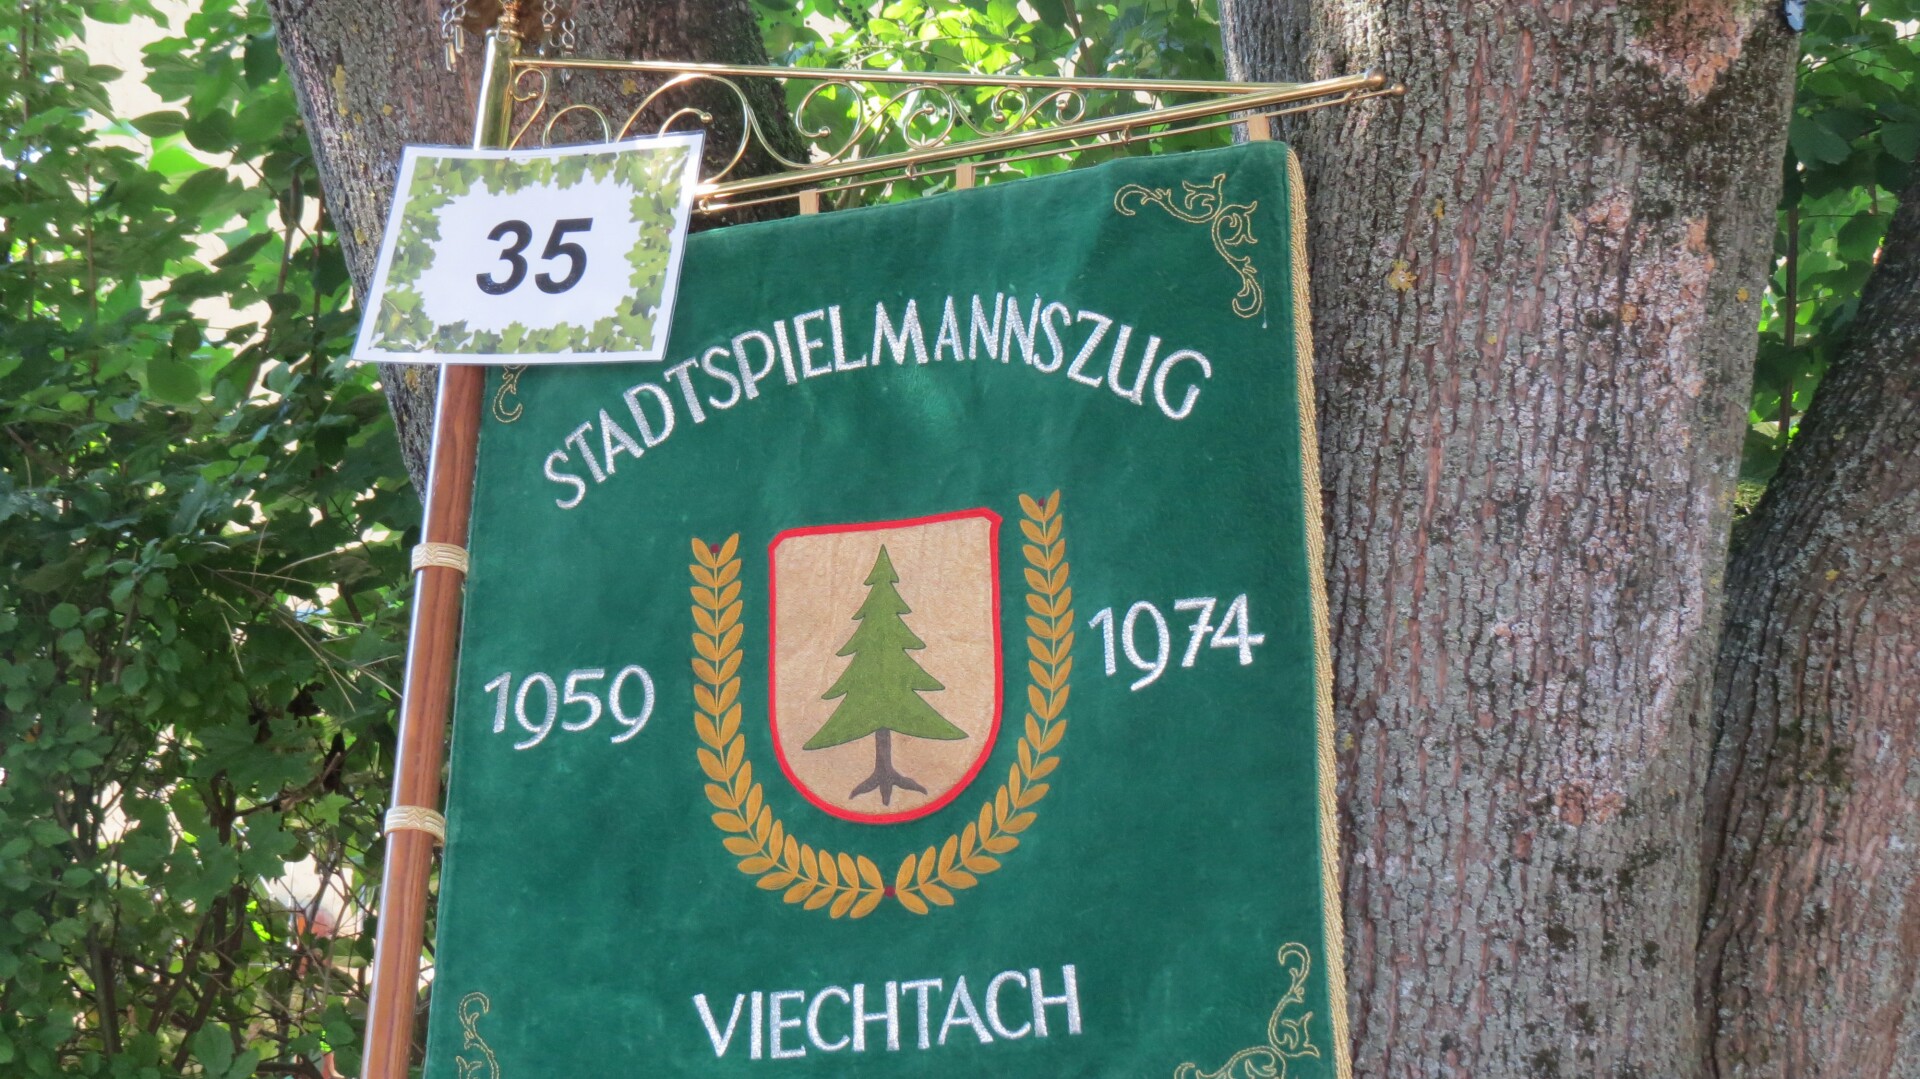 35
STADTSPIELMANNSZUG
1959
1974
VIECHTACH